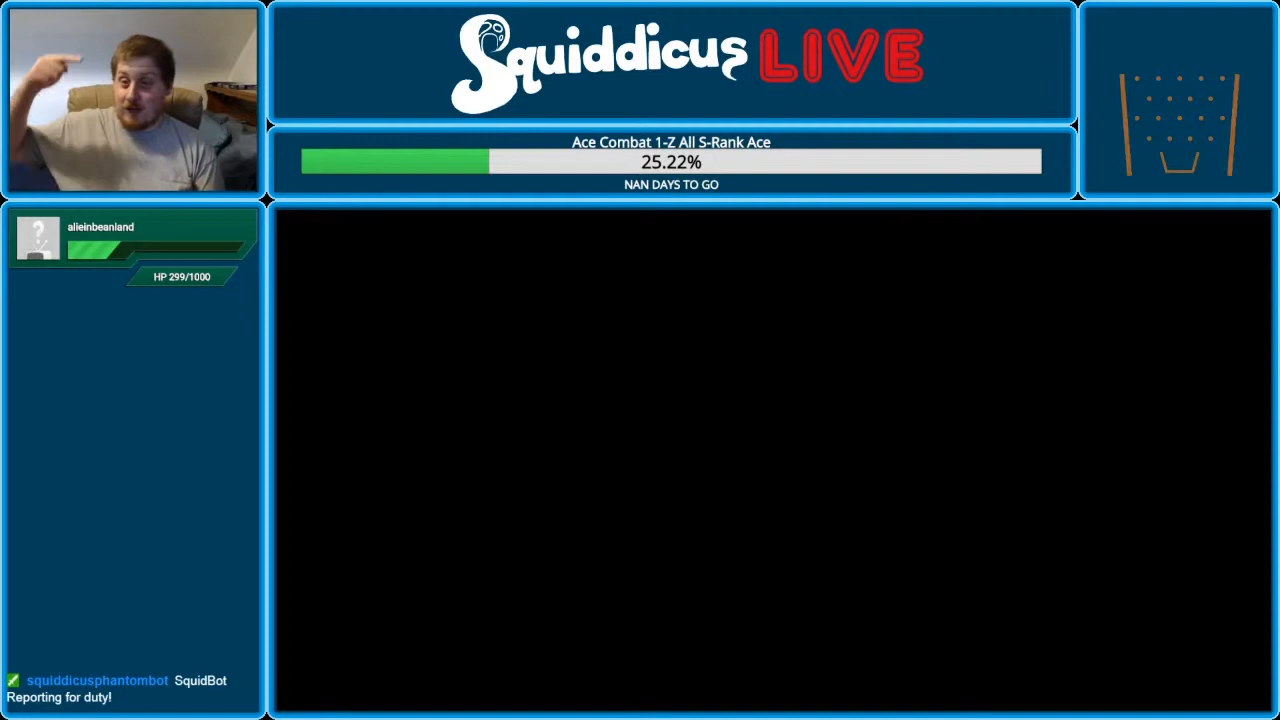 Squiddicus LIVE
Ace Combat 1-Z All S-Rank Ace
25.22%
NAN DAYS TO GO
alieinbeanland
HP 299/1000
squiddicusphantombot SquidBot
Reporting for duty!